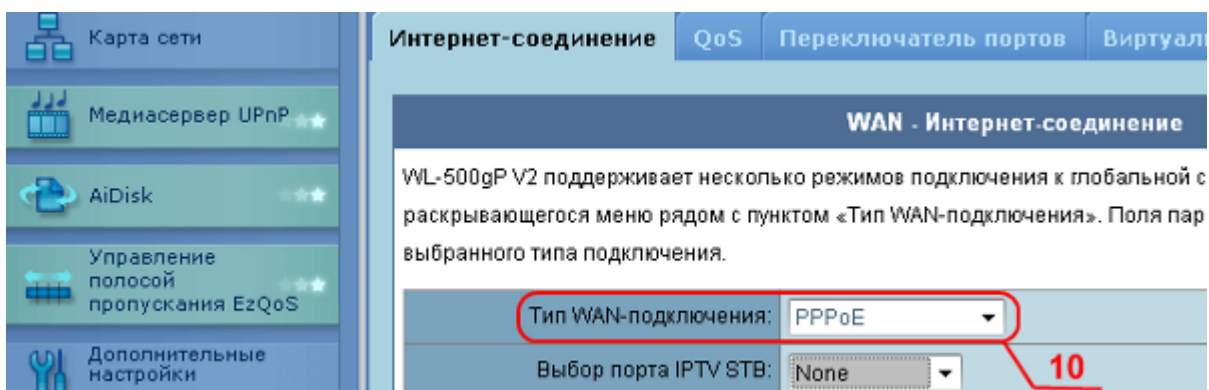 Карта сети
Медиасервер UPnP
AiDisk
Управление
полосой
пропускания EzQoS
Дополнительные
настройки
Интернет-соединение QoS Переключатель портов Виртуаль
WAN - Интернет-соединение
WL-500gP V2 поддерживает несколько режимов подключения к глобальной с
раскрывающегося меню рядом с пунктом «Тип WAN-подключения». Поля пар
выбранного типа подключения.
Тип WAN-подключения: PPPoE
Выбор порта IPTV STB: None
10